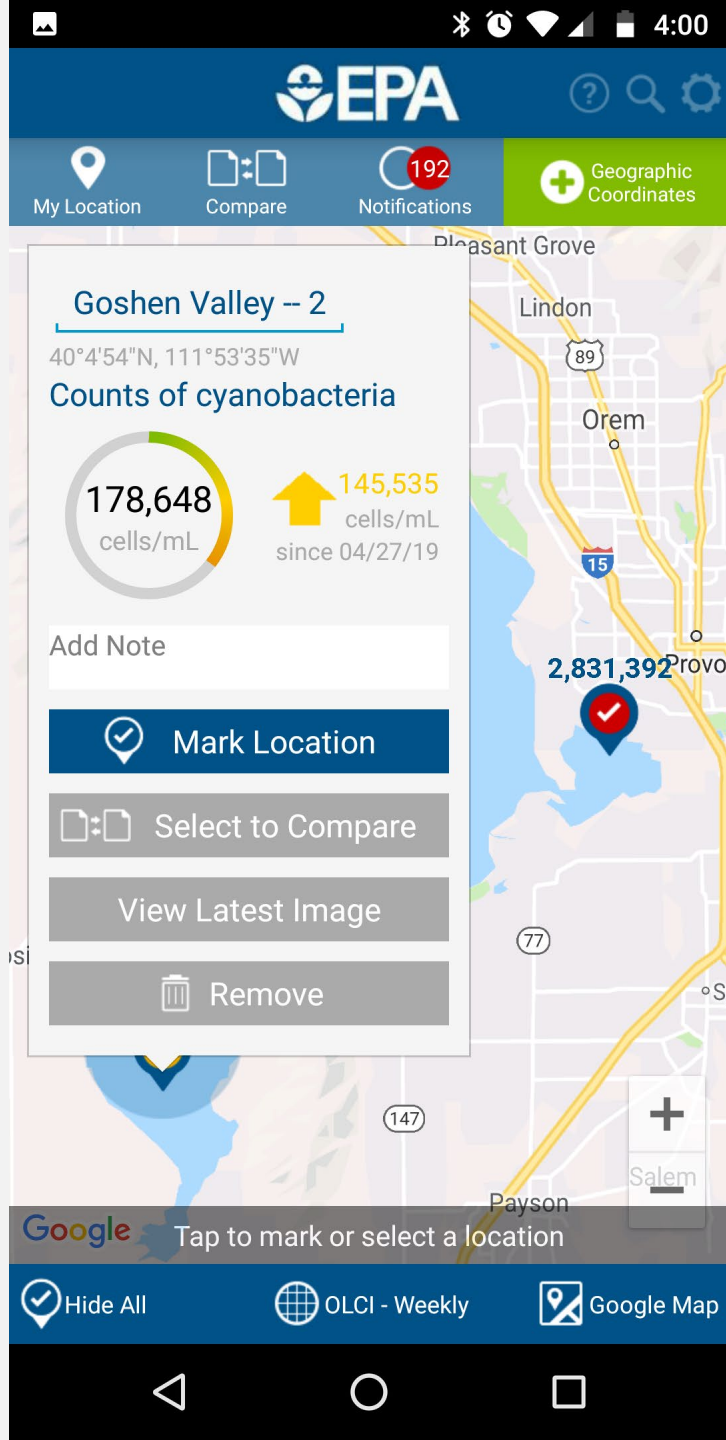 4:00
EPA
?
My Location
Compare
192
Notifications
Geographic
Coordinates
Pleasant Grove
Goshen Valley -- 2
40°4'54"N, 111°53'35"W
Counts of cyanobacteria
178,648
cells/mL
145,535
cells/mL
since 04/27/19
Add Note
Mark Location
Select to Compare
View Latest Image
Remove
Lindon
89
Orem
15
2,831,392
Provo
77
147
Salem
Payson
Google
Tap to mark or select a location
Hide All
OLCI - Weekly
Google Map